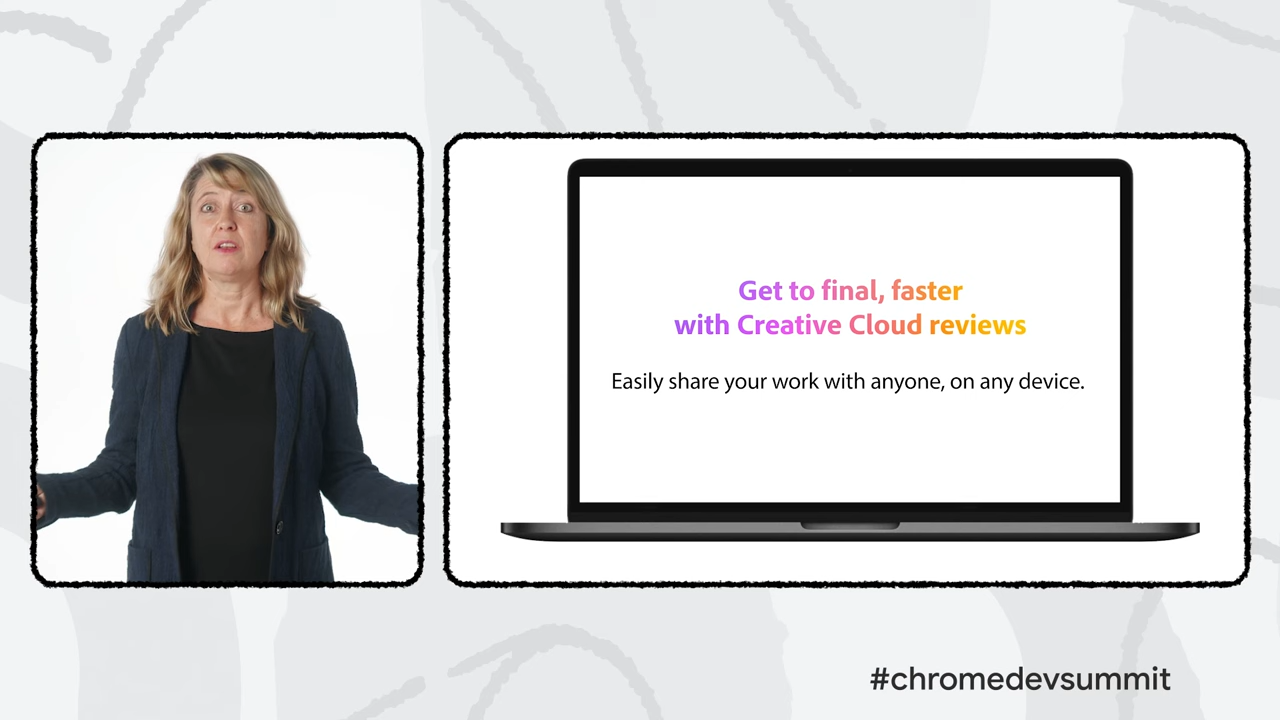 Get to final, faster
with Creative Cloud reviews
Easily share your work with anyone, on any device.
#chromedevsummit